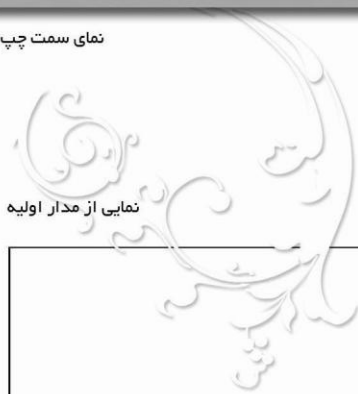 نمای سمت چپ
نمایی از مدار اولیه